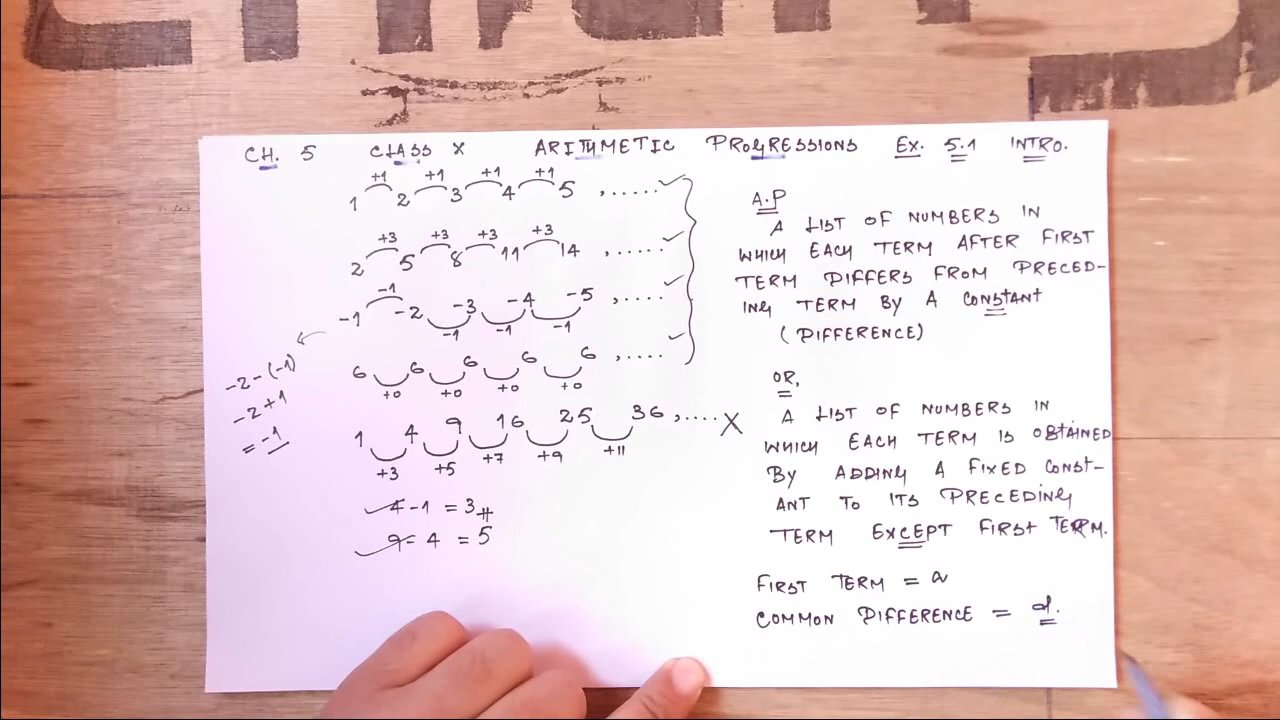 CH. 5 CLASS X ARITYMETIC PROGRESSIONS Ex. 5.1 INTRO.
+1 +1 +1 +1
1 2 3 4 5 , ......
+3 +3 +3 +3
2 5 8 11 14 , ......
-1
-1 -2 -3 -4 -5 , .....
-1 -1 -1
6 6 6 6 6 , .....
+0 +0 +0 +0
1 4 9 16 25 36 , .... X
+3 +5 +7 +9 +11
-2-(-1)
-2+1
= -1
4-1 = 3
9- 4 = 5
A.P
A LIST OF NUMBERS IN
WHICH EACH TERM AFTER FIRST
TERM DIFFERS FROM PRECED-
ING TERM BY A CONSTANT
(DIFFERENCE)
OR,
A LIST OF NUMBERS IN
WHICH EACH TERM IS OBTAINED
BY ADDING A FIXED CONST-
ANT TO ITS PRECEDING
TERM EXCEPT FIRST TERM.
FIRST TERM = a
COMMON DIFFERENCE = d.